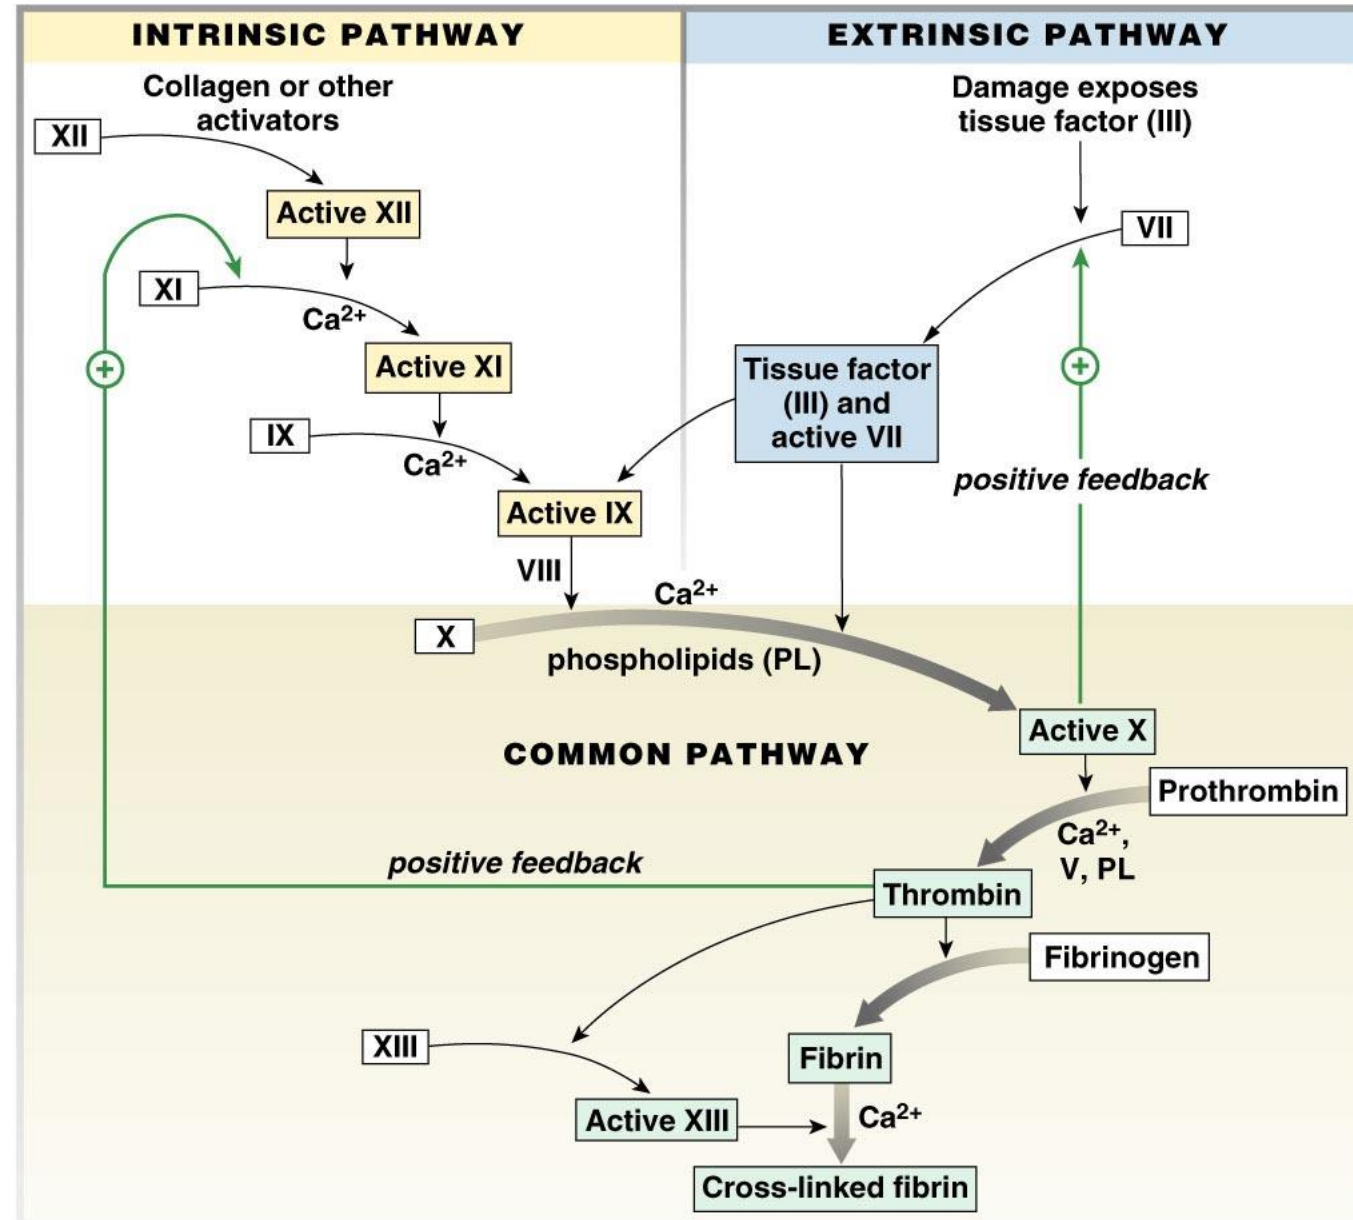 INTRINSIC PATHWAY
EXTRINSIC PATHWAY
Collagen or other
activators
Damage exposes
tissue factor (III)
XII
Active XII
VII
XI
Ca2+
Active XI
Tissue factor
(III) and
active VII
+
+
IX
Ca2+
positive feedback
Active IX
VIII
Ca2+
X
phospholipids (PL)
Active X
COMMON PATHWAY
Prothrombin
Ca2+,
V, PL
positive feedback
Thrombin
Fibrinogen
XIII
Fibrin
Active XIII
Ca2+
Cross-linked fibrin